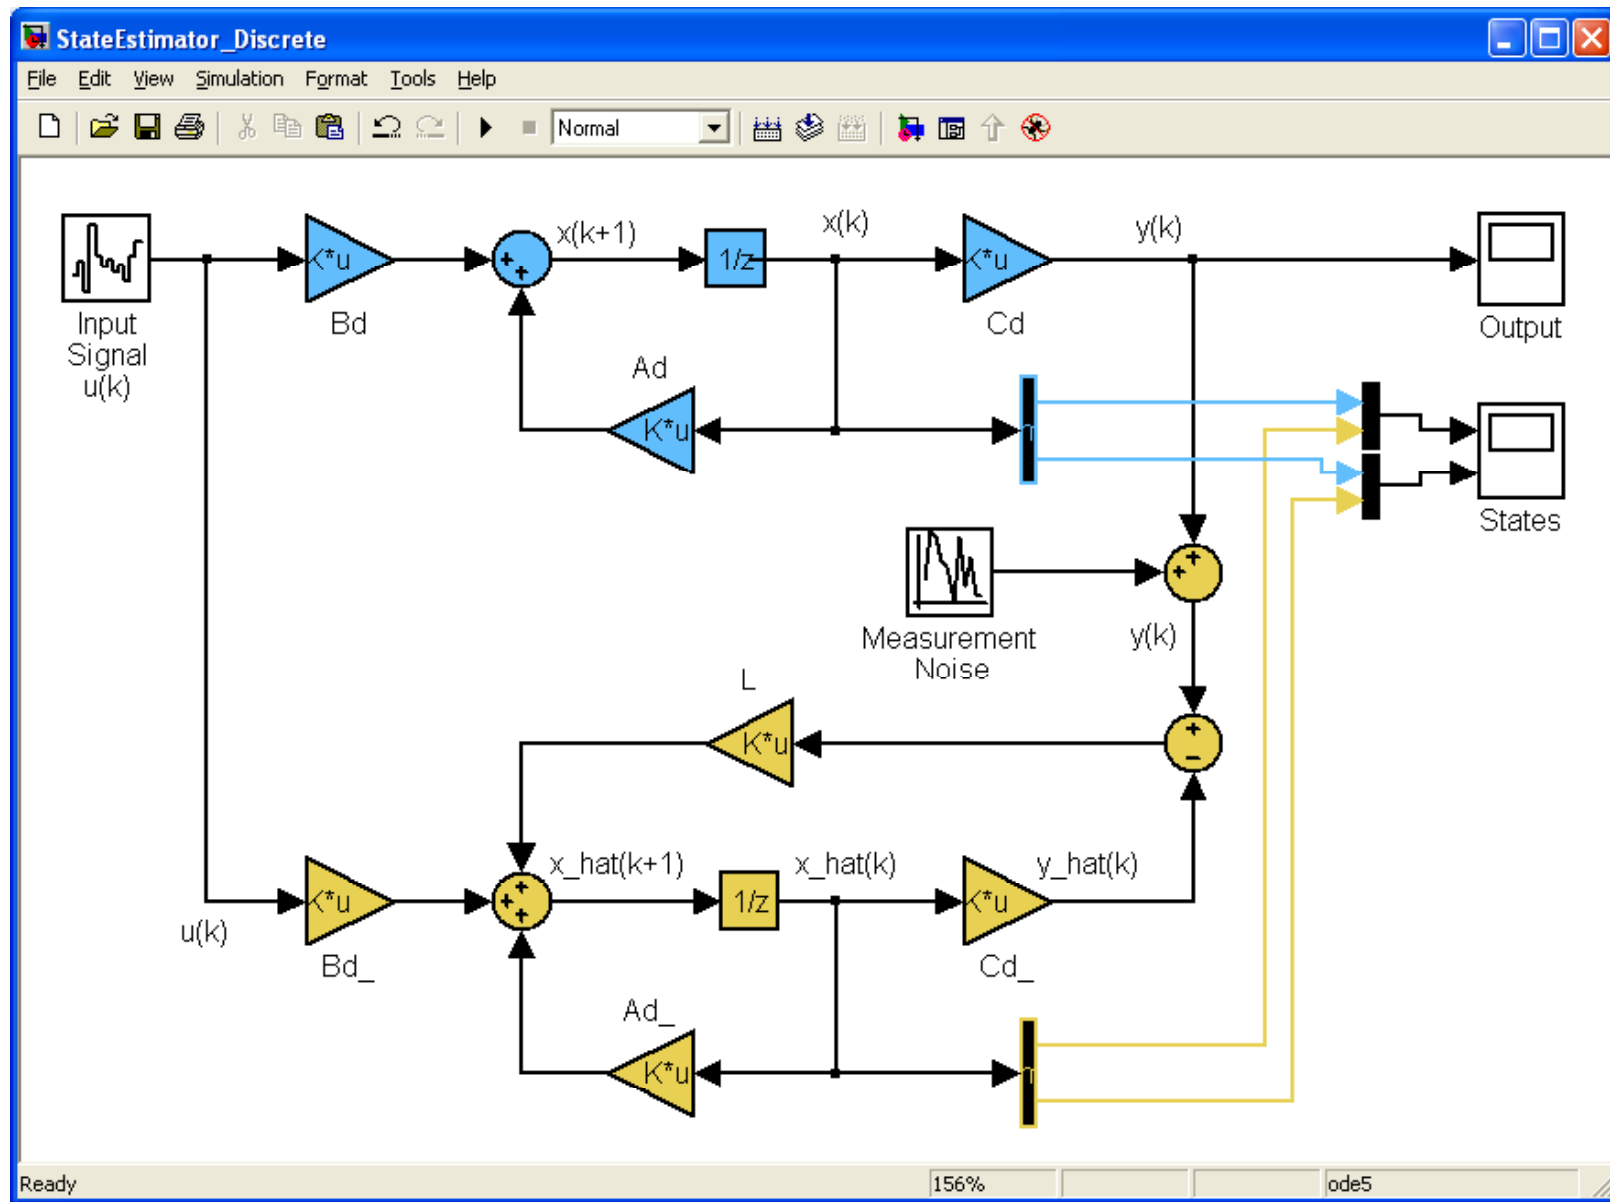 StateEstimator_Discrete
File Edit View Simulation Format Tools Help
Normal
x(k+1)
x(k)
y(k)
K*u
+
+
1/z
K*u
Input
Signal
u(k)
Bd
Cd
Output
Ad
K*u
States
+
+
Measurement
Noise
y(k)
L
K*u
+
−
x_hat(k+1)
x_hat(k)
y_hat(k)
K*u
+
+
+
1/z
K*u
u(k)
Bd_
Cd_
Ad_
K*u
Ready
156%
ode5